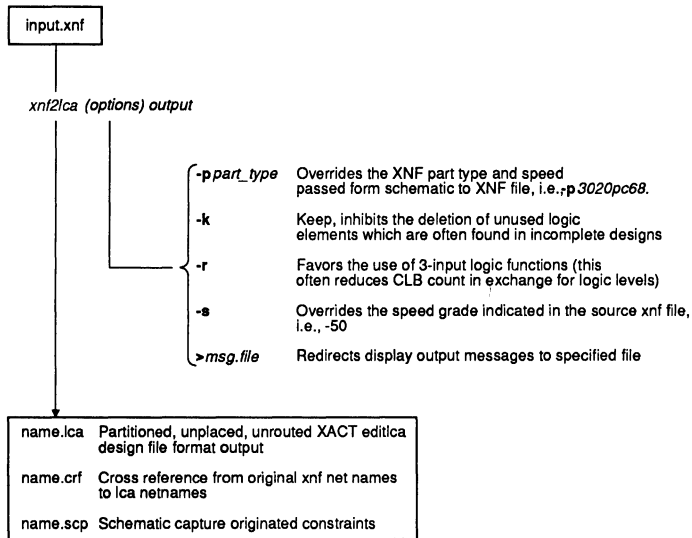 input.xnf
xnf2lca (options) output
-p part_type Overrides the XNF part type and speed
passed form schematic to XNF file, i.e.,-p 3020pc68.
-k Keep, inhibits the deletion of unused logic
elements which are often found in incomplete designs
-r Favors the use of 3-input logic functions (this
often reduces CLB count in exchange for logic levels)
-s Overrides the speed grade indicated in the source xnf file,
i.e., -50
>msg.file Redirects display output messages to specified file
name.lca Partitioned, unplaced, unrouted XACT editlca
design file format output
name.crf Cross reference from original xnf net names
to lca netnames
name.scp Schematic capture originated constraints